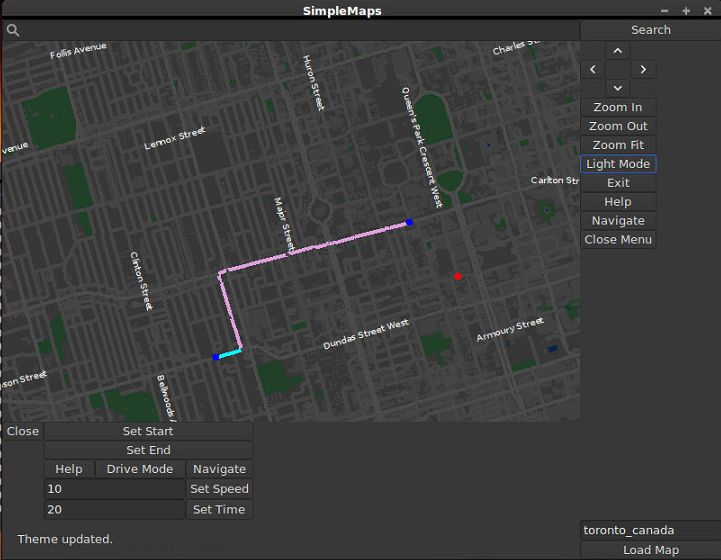 SimpleMaps
Search
Follis Avenue
Huron Street
Charles St
Queen's Park Crescent West
Lennox Street
venue
Carlton Str
Major Street
Clinton Street
Dundas Street West
Armoury Street
son Street
Bellwoods A
Zoom In
Zoom Out
Zoom Fit
Light Mode
Exit
Help
Navigate
Close Menu
Close
Set Start
Set End
Help Drive Mode Navigate
10 Set Speed
20 Set Time
Theme updated.
toronto_canada
Load Map